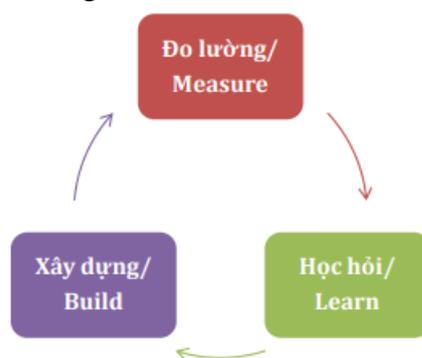 Đo lường/
Measure
Xây dựng/
Build
Học hỏi/
Learn